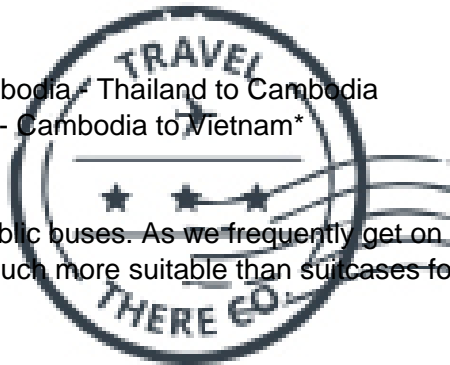 TRAVEL
bodia - Thailand to Cambodia
- Cambodia to Vietnam*
blic buses. As we frequently get on
uch more suitable than suitcases fo
THERE CO.